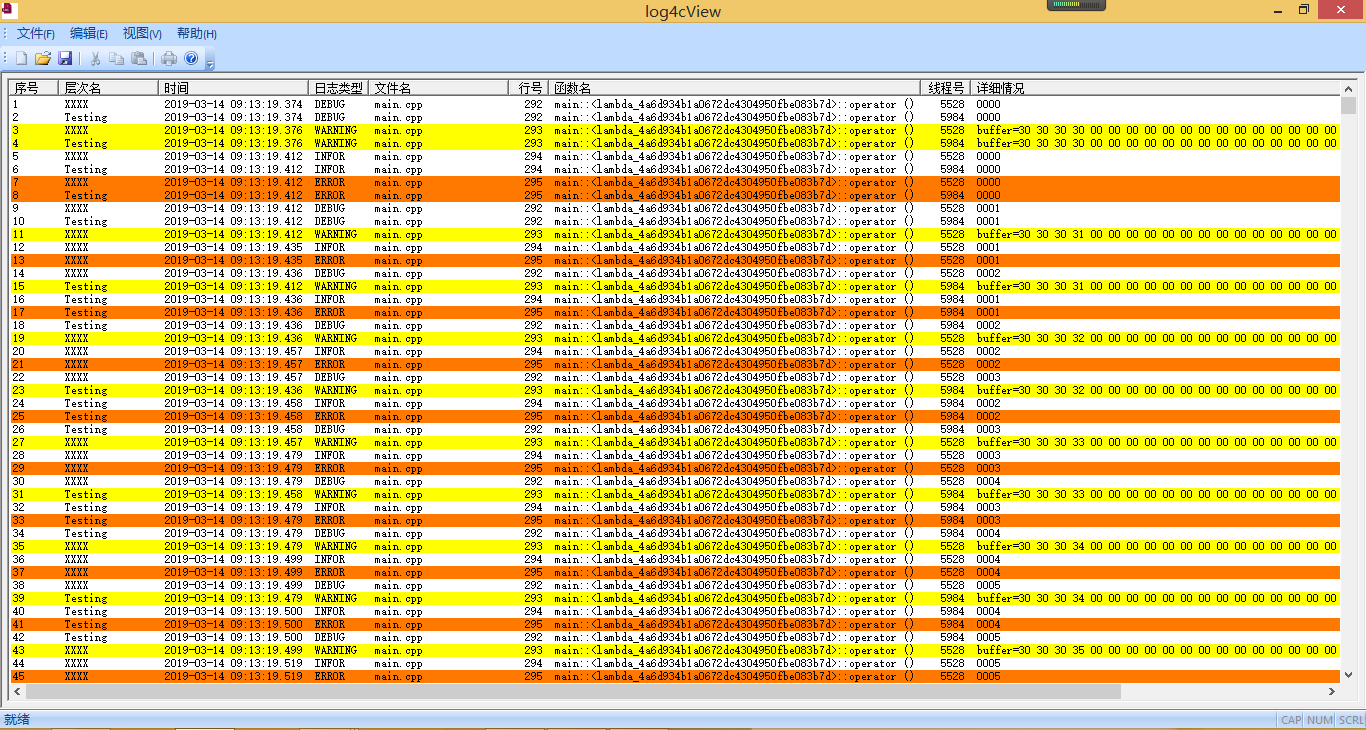 log4cView
文件(F) 编辑(E) 视图(V) 帮助(H)
序号 层次名 时间 日志类型 文件名 行号 函数名 线程号 详细情况
1 XXXX 2019-03-14 09:13:19.374 DEBUG main.cpp 292 main::<lambda_4a6d934b1a0672dc4304950fbe083b7d>::operator () 5528 0000
2 Testing 2019-03-14 09:13:19.374 DEBUG main.cpp 292 main::<lambda_4a6d934b1a0672dc4304950fbe083b7d>::operator () 5984 0000
3 XXXX 2019-03-14 09:13:19.376 WARNING main.cpp 293 main::<lambda_4a6d934b1a0672dc4304950fbe083b7d>::operator () 5528 buffer=30 30 30 30 00 00 00 00 00 00 00 00 00 00 00 00 00 00
4 Testing 2019-03-14 09:13:19.376 WARNING main.cpp 293 main::<lambda_4a6d934b1a0672dc4304950fbe083b7d>::operator () 5984 buffer=30 30 30 30 00 00 00 00 00 00 00 00 00 00 00 00 00 00
5 XXXX 2019-03-14 09:13:19.412 INFOR main.cpp 294 main::<lambda_4a6d934b1a0672dc4304950fbe083b7d>::operator () 5528 0000
6 Testing 2019-03-14 09:13:19.412 INFOR main.cpp 294 main::<lambda_4a6d934b1a0672dc4304950fbe083b7d>::operator () 5984 0000
7 XXXX 2019-03-14 09:13:19.412 ERROR main.cpp 295 main::<lambda_4a6d934b1a0672dc4304950fbe083b7d>::operator () 5528 0000
8 Testing 2019-03-14 09:13:19.412 ERROR main.cpp 295 main::<lambda_4a6d934b1a0672dc4304950fbe083b7d>::operator () 5984 0000
9 XXXX 2019-03-14 09:13:19.412 DEBUG main.cpp 292 main::<lambda_4a6d934b1a0672dc4304950fbe083b7d>::operator () 5528 0001
10 Testing 2019-03-14 09:13:19.412 DEBUG main.cpp 292 main::<lambda_4a6d934b1a0672dc4304950fbe083b7d>::operator () 5984 0001
11 XXXX 2019-03-14 09:13:19.412 WARNING main.cpp 293 main::<lambda_4a6d934b1a0672dc4304950fbe083b7d>::operator () 5528 buffer=30 30 30 31 00 00 00 00 00 00 00 00 00 00 00 00 00 00
12 XXXX 2019-03-14 09:13:19.435 INFOR main.cpp 294 main::<lambda_4a6d934b1a0672dc4304950fbe083b7d>::operator () 5528 0001
13 XXXX 2019-03-14 09:13:19.435 ERROR main.cpp 295 main::<lambda_4a6d934b1a0672dc4304950fbe083b7d>::operator () 5528 0001
14 XXXX 2019-03-14 09:13:19.436 DEBUG main.cpp 292 main::<lambda_4a6d934b1a0672dc4304950fbe083b7d>::operator () 5528 0002
15 Testing 2019-03-14 09:13:19.412 WARNING main.cpp 293 main::<lambda_4a6d934b1a0672dc4304950fbe083b7d>::operator () 5984 buffer=30 30 30 31 00 00 00 00 00 00 00 00 00 00 00 00 00 00
16 Testing 2019-03-14 09:13:19.436 INFOR main.cpp 294 main::<lambda_4a6d934b1a0672dc4304950fbe083b7d>::operator () 5984 0001
17 Testing 2019-03-14 09:13:19.436 ERROR main.cpp 295 main::<lambda_4a6d934b1a0672dc4304950fbe083b7d>::operator () 5984 0001
18 Testing 2019-03-14 09:13:19.436 DEBUG main.cpp 292 main::<lambda_4a6d934b1a0672dc4304950fbe083b7d>::operator () 5984 0002
19 XXXX 2019-03-14 09:13:19.436 WARNING main.cpp 293 main::<lambda_4a6d934b1a0672dc4304950fbe083b7d>::operator () 5528 buffer=30 30 30 32 00 00 00 00 00 00 00 00 00 00 00 00 00 00
20 XXXX 2019-03-14 09:13:19.457 INFOR main.cpp 294 main::<lambda_4a6d934b1a0672dc4304950fbe083b7d>::operator () 5528 0002
21 XXXX 2019-03-14 09:13:19.457 ERROR main.cpp 295 main::<lambda_4a6d934b1a0672dc4304950fbe083b7d>::operator () 5528 0002
22 XXXX 2019-03-14 09:13:19.457 DEBUG main.cpp 292 main::<lambda_4a6d934b1a0672dc4304950fbe083b7d>::operator () 5528 0003
23 Testing 2019-03-14 09:13:19.436 WARNING main.cpp 293 main::<lambda_4a6d934b1a0672dc4304950fbe083b7d>::operator () 5984 buffer=30 30 30 32 00 00 00 00 00 00 00 00 00 00 00 00 00 00
24 Testing 2019-03-14 09:13:19.458 INFOR main.cpp 294 main::<lambda_4a6d934b1a0672dc4304950fbe083b7d>::operator () 5984 0002
25 Testing 2019-03-14 09:13:19.458 ERROR main.cpp 295 main::<lambda_4a6d934b1a0672dc4304950fbe083b7d>::operator () 5984 0002
26 Testing 2019-03-14 09:13:19.458 DEBUG main.cpp 292 main::<lambda_4a6d934b1a0672dc4304950fbe083b7d>::operator () 5984 0003
27 XXXX 2019-03-14 09:13:19.457 WARNING main.cpp 293 main::<lambda_4a6d934b1a0672dc4304950fbe083b7d>::operator () 5528 buffer=30 30 30 33 00 00 00 00 00 00 00 00 00 00 00 00 00 00
28 XXXX 2019-03-14 09:13:19.479 INFOR main.cpp 294 main::<lambda_4a6d934b1a0672dc4304950fbe083b7d>::operator () 5528 0003
29 XXXX 2019-03-14 09:13:19.479 ERROR main.cpp 295 main::<lambda_4a6d934b1a0672dc4304950fbe083b7d>::operator () 5528 0003
30 XXXX 2019-03-14 09:13:19.479 DEBUG main.cpp 292 main::<lambda_4a6d934b1a0672dc4304950fbe083b7d>::operator () 5528 0004
31 Testing 2019-03-14 09:13:19.458 WARNING main.cpp 293 main::<lambda_4a6d934b1a0672dc4304950fbe083b7d>::operator () 5984 buffer=30 30 30 33 00 00 00 00 00 00 00 00 00 00 00 00 00 00
32 Testing 2019-03-14 09:13:19.479 INFOR main.cpp 294 main::<lambda_4a6d934b1a0672dc4304950fbe083b7d>::operator () 5984 0003
33 Testing 2019-03-14 09:13:19.479 ERROR main.cpp 295 main::<lambda_4a6d934b1a0672dc4304950fbe083b7d>::operator () 5984 0003
34 Testing 2019-03-14 09:13:19.479 DEBUG main.cpp 292 main::<lambda_4a6d934b1a0672dc4304950fbe083b7d>::operator () 5984 0004
35 XXXX 2019-03-14 09:13:19.479 WARNING main.cpp 293 main::<lambda_4a6d934b1a0672dc4304950fbe083b7d>::operator () 5528 buffer=30 30 30 34 00 00 00 00 00 00 00 00 00 00 00 00 00 00
36 XXXX 2019-03-14 09:13:19.499 INFOR main.cpp 294 main::<lambda_4a6d934b1a0672dc4304950fbe083b7d>::operator () 5528 0004
37 XXXX 2019-03-14 09:13:19.499 ERROR main.cpp 295 main::<lambda_4a6d934b1a0672dc4304950fbe083b7d>::operator () 5528 0004
38 XXXX 2019-03-14 09:13:19.499 DEBUG main.cpp 292 main::<lambda_4a6d934b1a0672dc4304950fbe083b7d>::operator () 5528 0005
39 Testing 2019-03-14 09:13:19.479 WARNING main.cpp 293 main::<lambda_4a6d934b1a0672dc4304950fbe083b7d>::operator () 5984 buffer=30 30 30 34 00 00 00 00 00 00 00 00 00 00 00 00 00 00
40 Testing 2019-03-14 09:13:19.500 INFOR main.cpp 294 main::<lambda_4a6d934b1a0672dc4304950fbe083b7d>::operator () 5984 0004
41 Testing 2019-03-14 09:13:19.500 ERROR main.cpp 295 main::<lambda_4a6d934b1a0672dc4304950fbe083b7d>::operator () 5984 0004
42 Testing 2019-03-14 09:13:19.500 DEBUG main.cpp 292 main::<lambda_4a6d934b1a0672dc4304950fbe083b7d>::operator () 5984 0005
43 XXXX 2019-03-14 09:13:19.499 WARNING main.cpp 293 main::<lambda_4a6d934b1a0672dc4304950fbe083b7d>::operator () 5528 buffer=30 30 30 35 00 00 00 00 00 00 00 00 00 00 00 00 00 00
44 XXXX 2019-03-14 09:13:19.519 INFOR main.cpp 294 main::<lambda_4a6d934b1a0672dc4304950fbe083b7d>::operator () 5528 0005
45 XXXX 2019-03-14 09:13:19.519 ERROR main.cpp 295 main::<lambda_4a6d934b1a0672dc4304950fbe083b7d>::operator () 5528 0005
就绪 CAP NUM SCRL